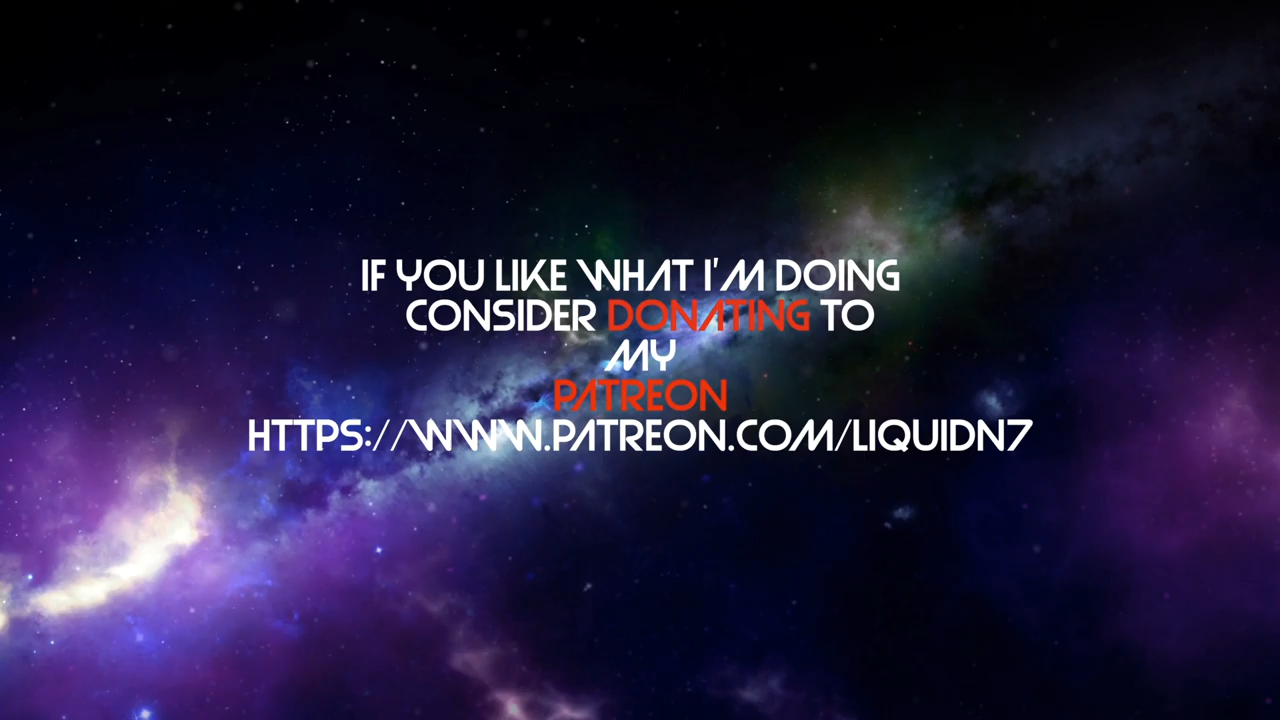 IF YOU LIKE WHAT I'M DOING
CONSIDER DONATING TO
MY
PATREON
HTTPS://WWW.PATREON.COM/LIQUIDN7